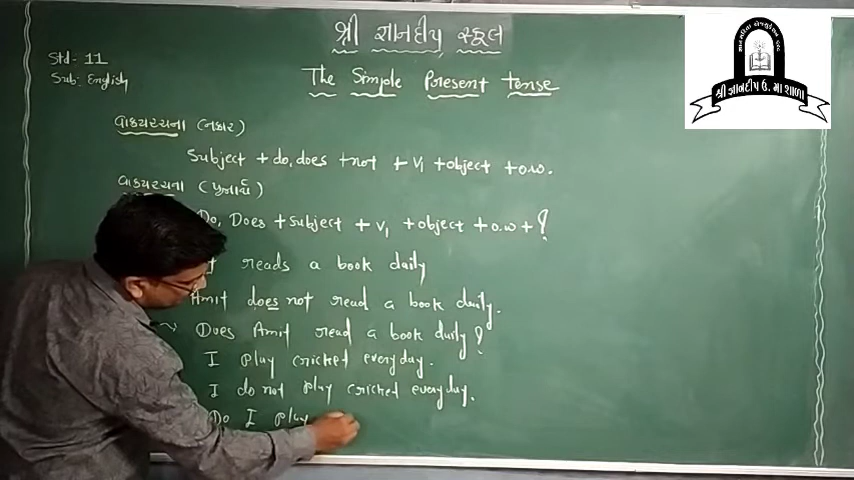 શ્રી જ્ઞાનદીપ સ્કૂલ
Std- 11
Sub: English
The Simple Present tense
વાક્યરચના (નકાર)
Subject + do, does + not + V1 + object + o.w.
વાક્યરચના (પ્રશ્નાર્થ)
Do, Does + Subject + V1 + object + o.w + ?
reads a book daily
Amit does not read a book daily.
Does Amit read a book daily?
I play cricket everyday.
I do not play cricket everyday.
Do I play
શ્રી જ્ઞાનદીપ ઉ. મા શાળા